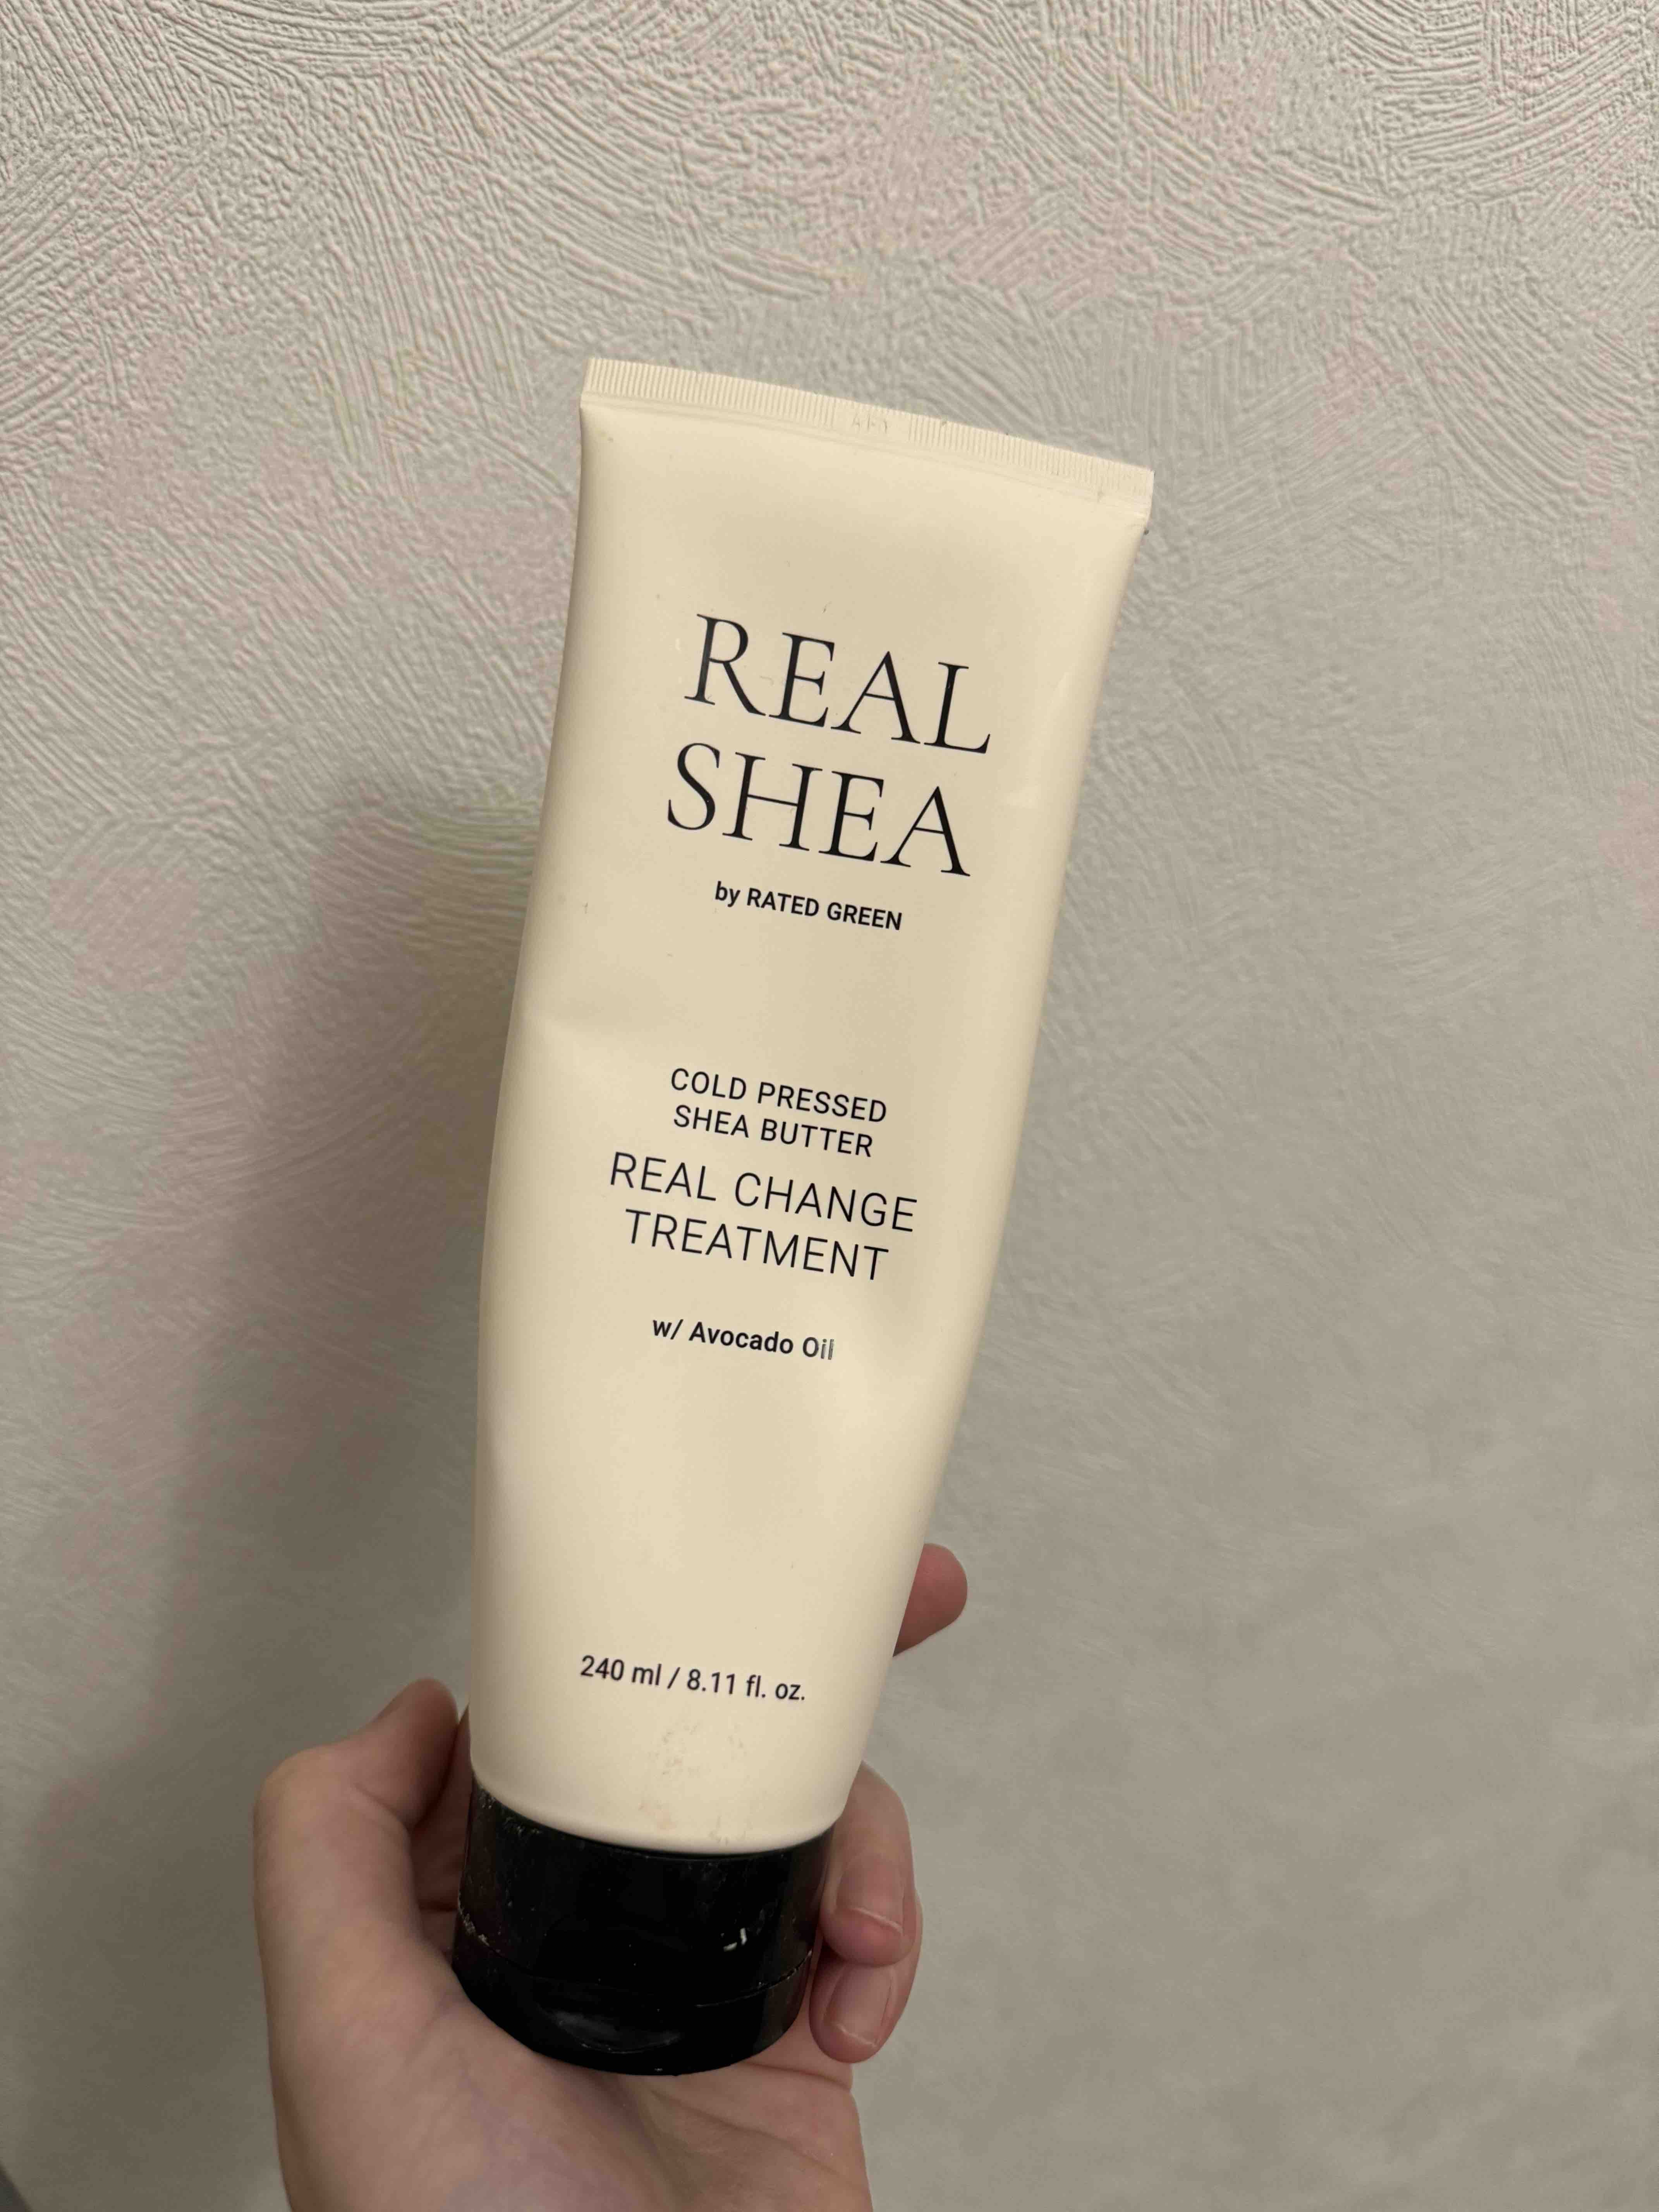 REAL
SHEA
by RATED GREEN
COLD PRESSED
SHEA BUTTER
REAL CHANGE
TREATMENT
w/ Avocado Oil
240 ml / 8.11 fl. oz.